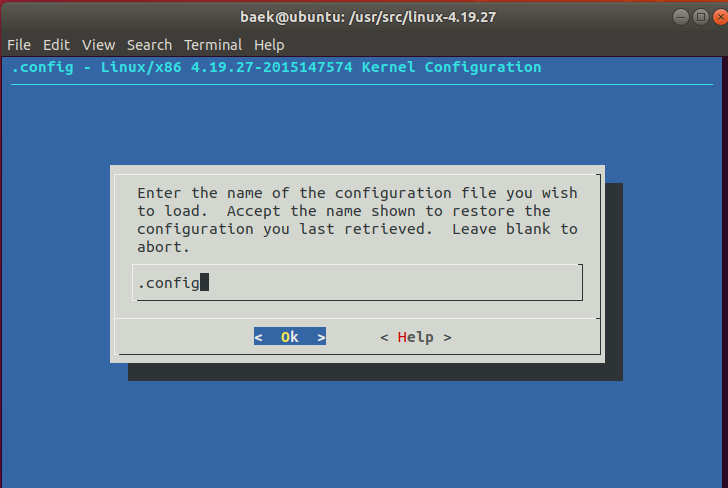 baek@ubuntu: /usr/src/linux-4.19.27
File Edit View Search Terminal Help
.config - Linux/x86 4.19.27-2015147574 Kernel Configuration
Enter the name of the configuration file you wish
to load.  Accept the name shown to restore the
configuration you last retrieved.  Leave blank to
abort.
.config
<  Ok  > < Help >